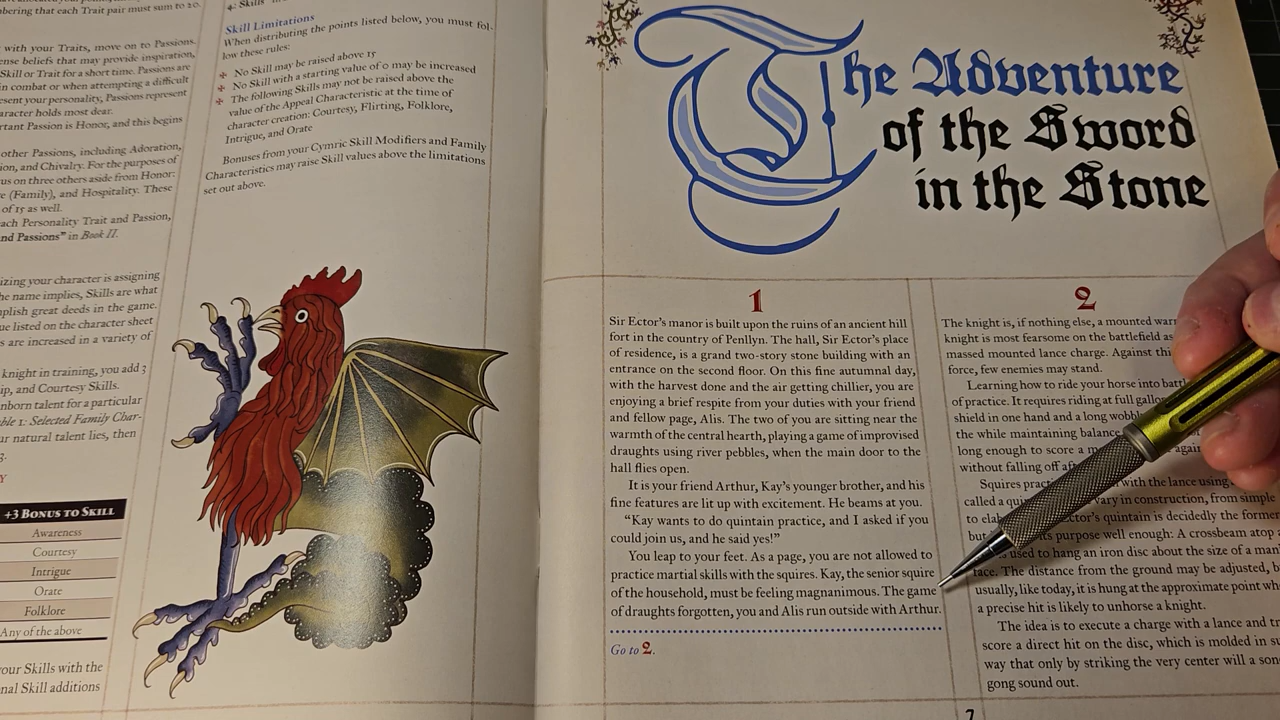 bering that each Trait pair must sum to 20.
with your Traits, move on to Passions.
ense beliefs that may provide inspiration,
Skill or Trait for a short time. Passions are
in combat or when attempting a difficult
esent your personality, Passions represent
aracter holds most dear.
rtant Passion is Honor, and this begins
other Passions, including Adoration,
ion, and Chivalry. For the purposes of
us on three others aside from Honor:
e (Family), and Hospitality. These
of 15 as well.
ach Personality Trait and Passion,
nd Passions" in Book II.
izing your character is assigning
he name implies, Skills are what
mplish great deeds in the game.
ue listed on the character sheet
s are increased in a variety of
knight in training, you add 3
ip, and Courtesy Skills.
nborn talent for a particular
ble 1: Selected Family Char-
ur natural talent lies, then
3.
Y
+3 Bonus to Skill
Awareness
Courtesy
Intrigue
Orate
Folklore
Any of the above
your Skills with the
nal Skill additions
4: Skills
Skill Limitations
When distributing the points listed below, you must fol-
low these rules:
No Skill may be raised above 15
No Skill with a starting value of 0 may be increased
The following Skills may not be raised above the
value of the Appeal Characteristic at the time of
character creation: Courtesy, Flirting, Folklore,
Intrigue, and Orate
Bonuses from your Cymric Skill Modifiers and Family
Characteristics may raise Skill values above the limitations
set out above.
The Adventure
of the Sword
in the Stone
1
Sir Ector's manor is built upon the ruins of an ancient hill
fort in the country of Penllyn. The hall, Sir Ector's place
of residence, is a grand two-story stone building with an
entrance on the second floor. On this fine autumnal day,
with the harvest done and the air getting chillier, you are
enjoying a brief respite from your duties with your friend
and fellow page, Alis. The two of you are sitting near the
warmth of the central hearth, playing a game of improvised
draughts using river pebbles, when the main door to the
hall flies open.
It is your friend Arthur, Kay's younger brother, and his
fine features are lit up with excitement. He beams at you.
"Kay wants to do quintain practice, and I asked if you
could join us, and he said yes!"
You leap to your feet. As a page, you are not allowed to
practice martial skills with the squires. Kay, the senior squire
of the household, must be feeling magnanimous. The game
of draughts forgotten, you and Alis run outside with Arthur.
Go to 2.
2
The knight is, if nothing else, a mounted warr
knight is most fearsome on the battlefield as
massed mounted lance charge. Against thi
force, few enemies may stand.
Learning how to ride your horse into batt
of practice. It requires riding at full gallo
shield in one hand and a long wobbl
the while maintaining balance
long enough to score a agai
without falling off
Squires prac with the lance using
called a qui vary in construction, from simple
to ela Ector's quintain is decidedly the former
but its purpose well enough: A crossbeam atop a
is used to hang an iron disc about the size of a man
face. The distance from the ground may be adjusted, b
usually, like today, it is hung at the approximate point whe
a precise hit is likely to unhorse a knight.
The idea is to execute a charge with a lance and tr
score a direct hit on the disc, which is molded in su
way that only by striking the very center will a son
gong sound out.
7